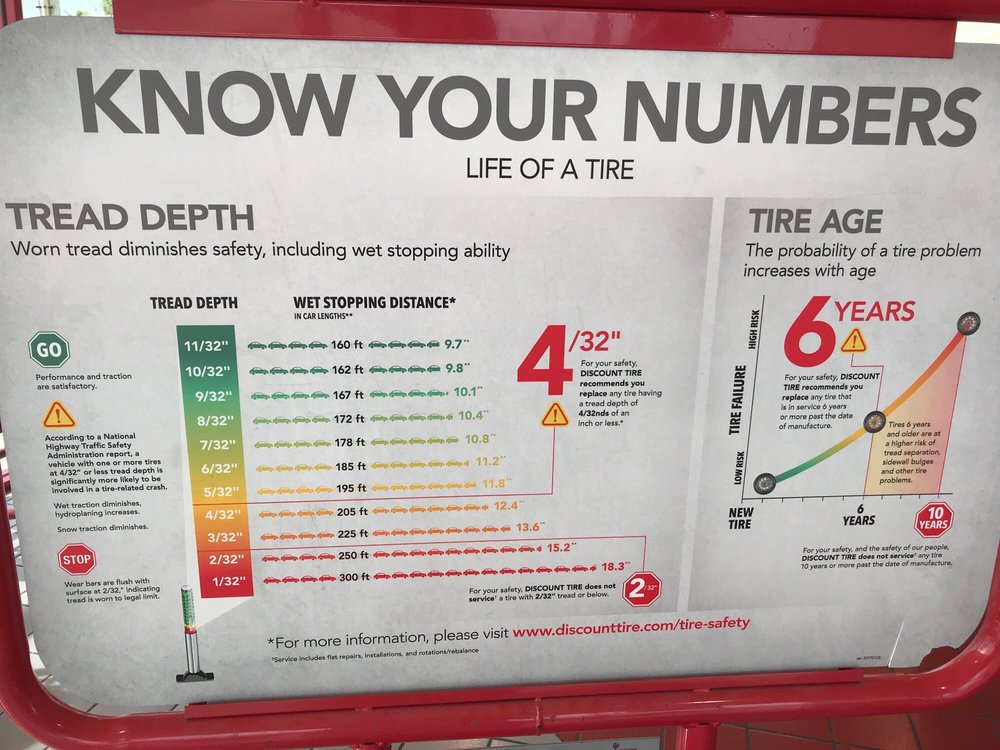 KNOW YOUR NUMBERS
LIFE OF A TIRE
TREAD DEPTH
Worn tread diminishes safety, including wet stopping ability
TREAD DEPTH
WET STOPPING DISTANCE*
IN CAR LENGTHS**
GO
Performance and traction
are satisfactory.
According to a National
Highway Traffic Safety
Administration report, a
vehicle with one or more tires
at 4/32" or less tread depth is
significantly more likely to be
involved in a tire-related crash.
Wet traction diminishes,
hydroplaning increases.
Snow traction diminishes.
STOP
Wear bars are flush with
surface at 2/32," indicating
tread is worn to legal limit.
11/32" 160 ft 9.7**
10/32" 162 ft 9.8**
9/32" 167 ft 10.1**
8/32" 172 ft 10.4**
7/32" 178 ft 10.8**
6/32" 185 ft 11.2**
5/32" 195 ft 11.8**
4/32" 205 ft 12.4**
3/32" 225 ft 13.6**
2/32" 250 ft 15.2**
1/32" 300 ft 18.3**
4/32"
For your safety,
DISCOUNT TIRE
recommends you
replace any tire having
a tread depth of
4/32nds of an
inch or less.*
For your safety, DISCOUNT TIRE does not
service† a tire with 2/32" tread or below.
2/32"
TIRE AGE
The probability of a tire problem
increases with age
HIGH RISK
TIRE FAILURE
LOW RISK
6 YEARS
For your safety, DISCOUNT
TIRE recommends you
replace any tire that
is in service 6 years
or more past the date
of manufacture.
Tires 6 years
and older are at
a higher risk of
tread separation,
sidewall bulges
and other tire
problems.
NEW
TIRE
6
YEARS
10
YEARS
For your safety, and the safety of our people,
DISCOUNT TIRE does not service† any tire
10 years or more past the date of manufacture.
*For more information, please visit www.discounttire.com/tire-safety
†Service includes flat repairs, installations, and rotations/rebalance